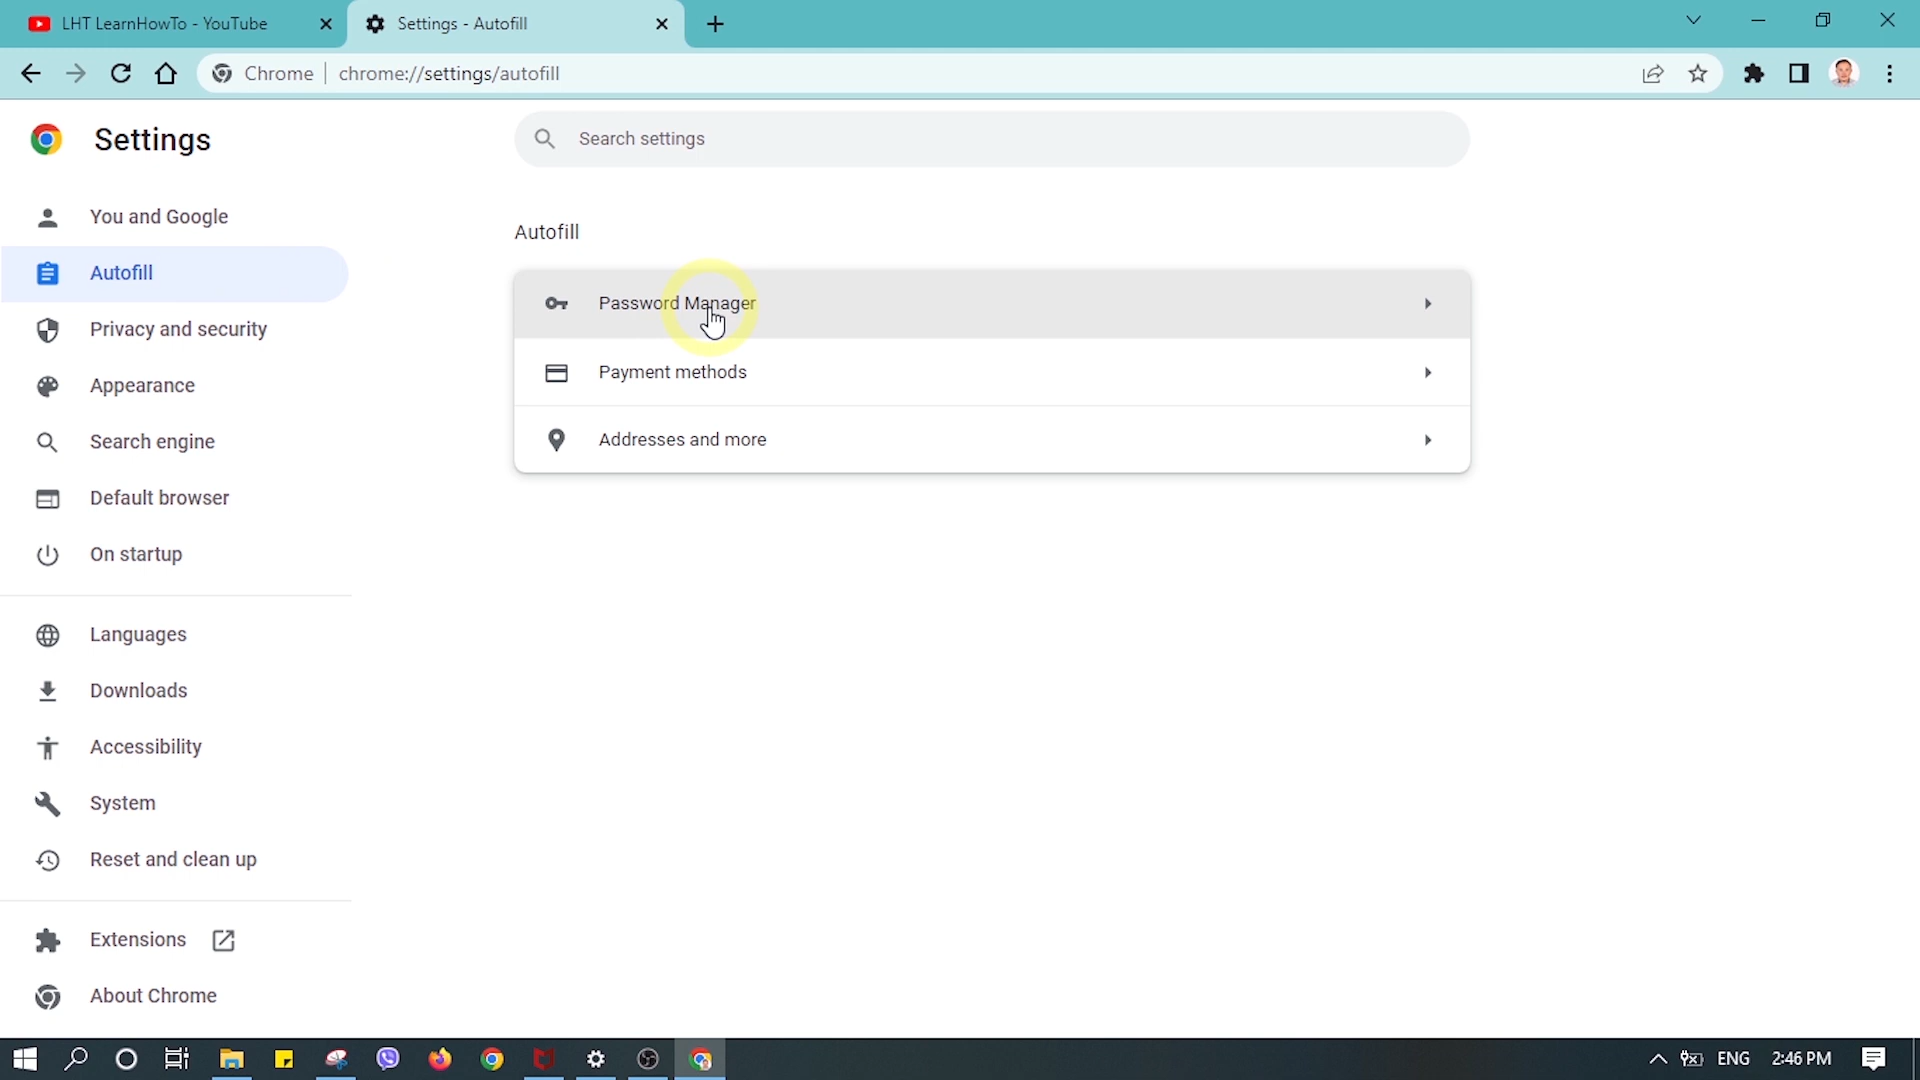 LHT LearnHowTo - YouTube
Settings - Autofill
Chrome
chrome://settings/autofill
Settings
Search settings
You and Google
Autofill
Privacy and security
Appearance
Search engine
Default browser
On startup
Languages
Downloads
Accessibility
System
Reset and clean up
Extensions
About Chrome
Autofill
Password Manager
Payment methods
Addresses and more
ENG
2:46 PM